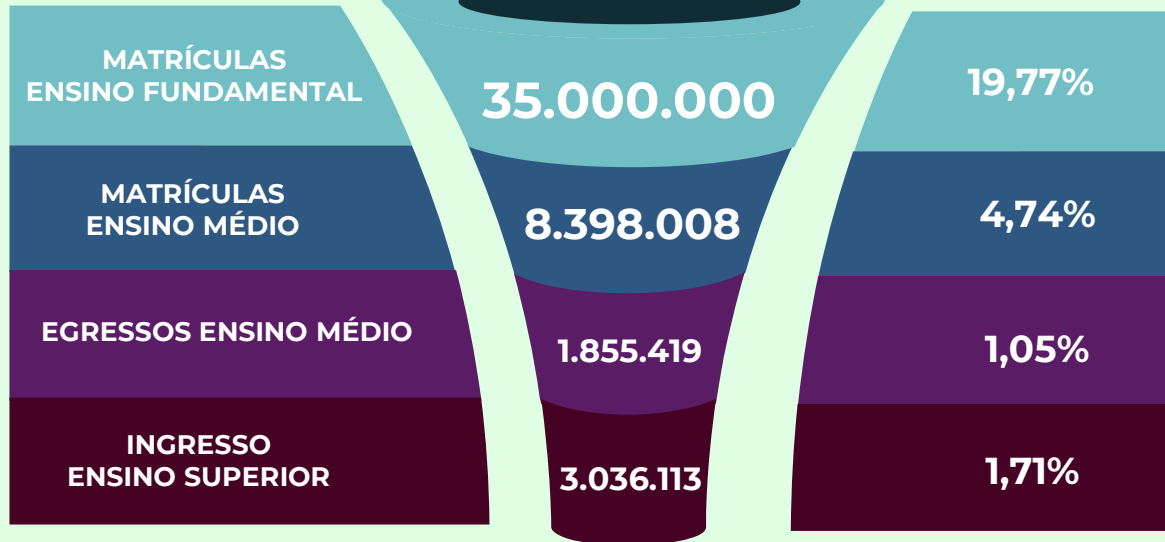 MATRÍCULAS
ENSINO FUNDAMENTAL
35.000.000
19,77%
MATRÍCULAS
ENSINO MÉDIO
8.398.008
4,74%
EGRESSOS ENSINO MÉDIO
1.855.419
1,05%
INGRESSO
ENSINO SUPERIOR
3.036.113
1,71%